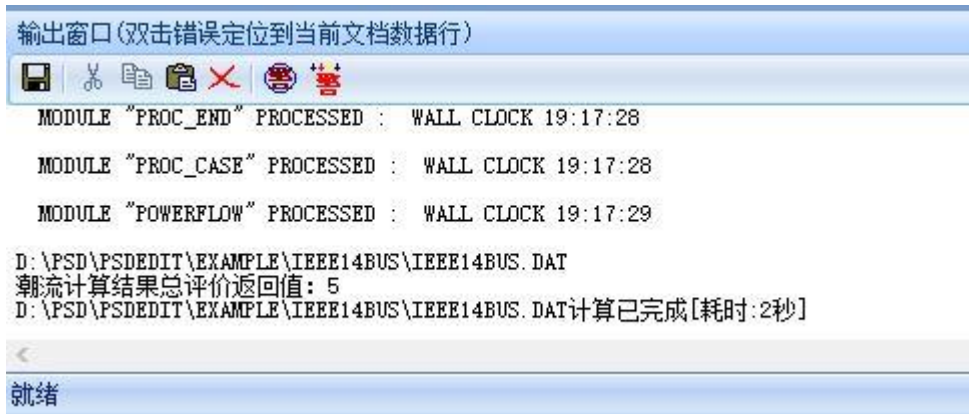 输出窗口(双击错误定位到当前文档数据行)
MODULE "PROC_END" PROCESSED : WALL CLOCK 19:17:28
MODULE "PROC_CASE" PROCESSED : WALL CLOCK 19:17:28
MODULE "POWERFLOW" PROCESSED : WALL CLOCK 19:17:29
D:\PSD\PSDEDIT\EXAMPLE\IEEE14BUS\IEEE14BUS.DAT
潮流计算结果总评价返回值: 5
D:\PSD\PSDEDIT\EXAMPLE\IEEE14BUS\IEEE14BUS.DAT计算已完成[耗时:2秒]
就绪